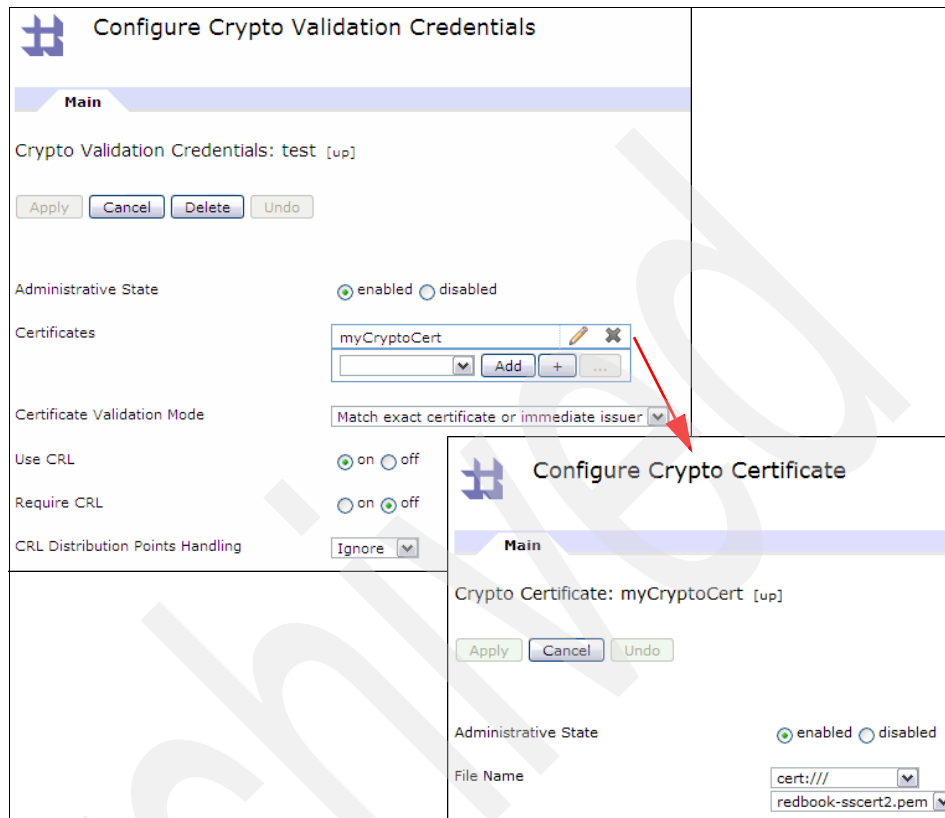 Configure Crypto Validation Credentials
Main
Crypto Validation Credentials: test [up]
Apply Cancel Delete Undo
Administrative State enabled disabled
Certificates myCryptoCert
Add + ...
Certificate Validation Mode Match exact certificate or immediate issuer
Use CRL on off
Require CRL on off
CRL Distribution Points Handling Ignore
Configure Crypto Certificate
Main
Crypto Certificate: myCryptoCert [up]
Apply Cancel Undo
Administrative State enabled disabled
File Name cert:///
redbook-sscert2.pem